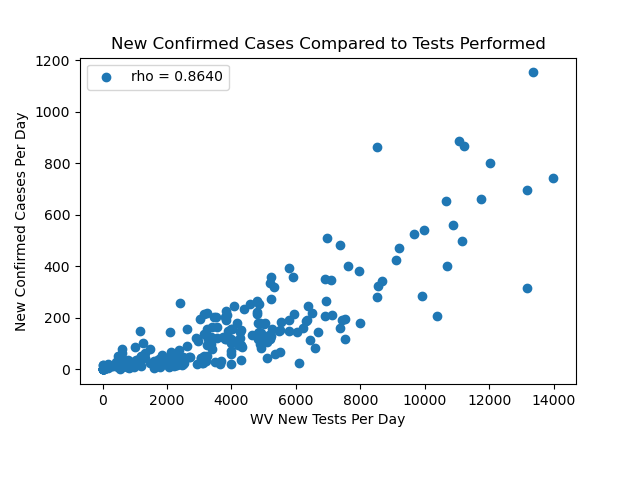 New Confirmed Cases Compared to Tests Performed
rho = 0.8640
New Confirmed Caeses Per Day
1200
1000
800
600
400
200
0
0 2000 4000 6000 8000 10000 12000 14000
WV New Tests Per Day